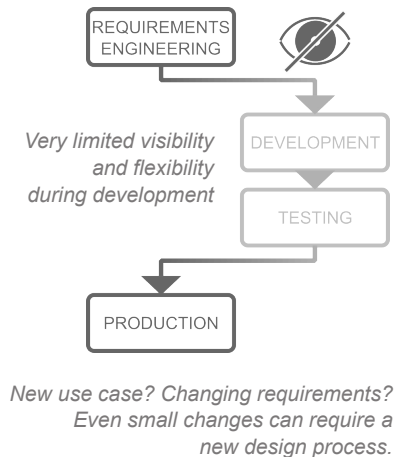 REQUIREMENTS
ENGINEERING
Very limited visibility
and flexibility
during development
DEVELOPMENT
TESTING
PRODUCTION
New use case? Changing requirements?
Even small changes can require a
new design process.